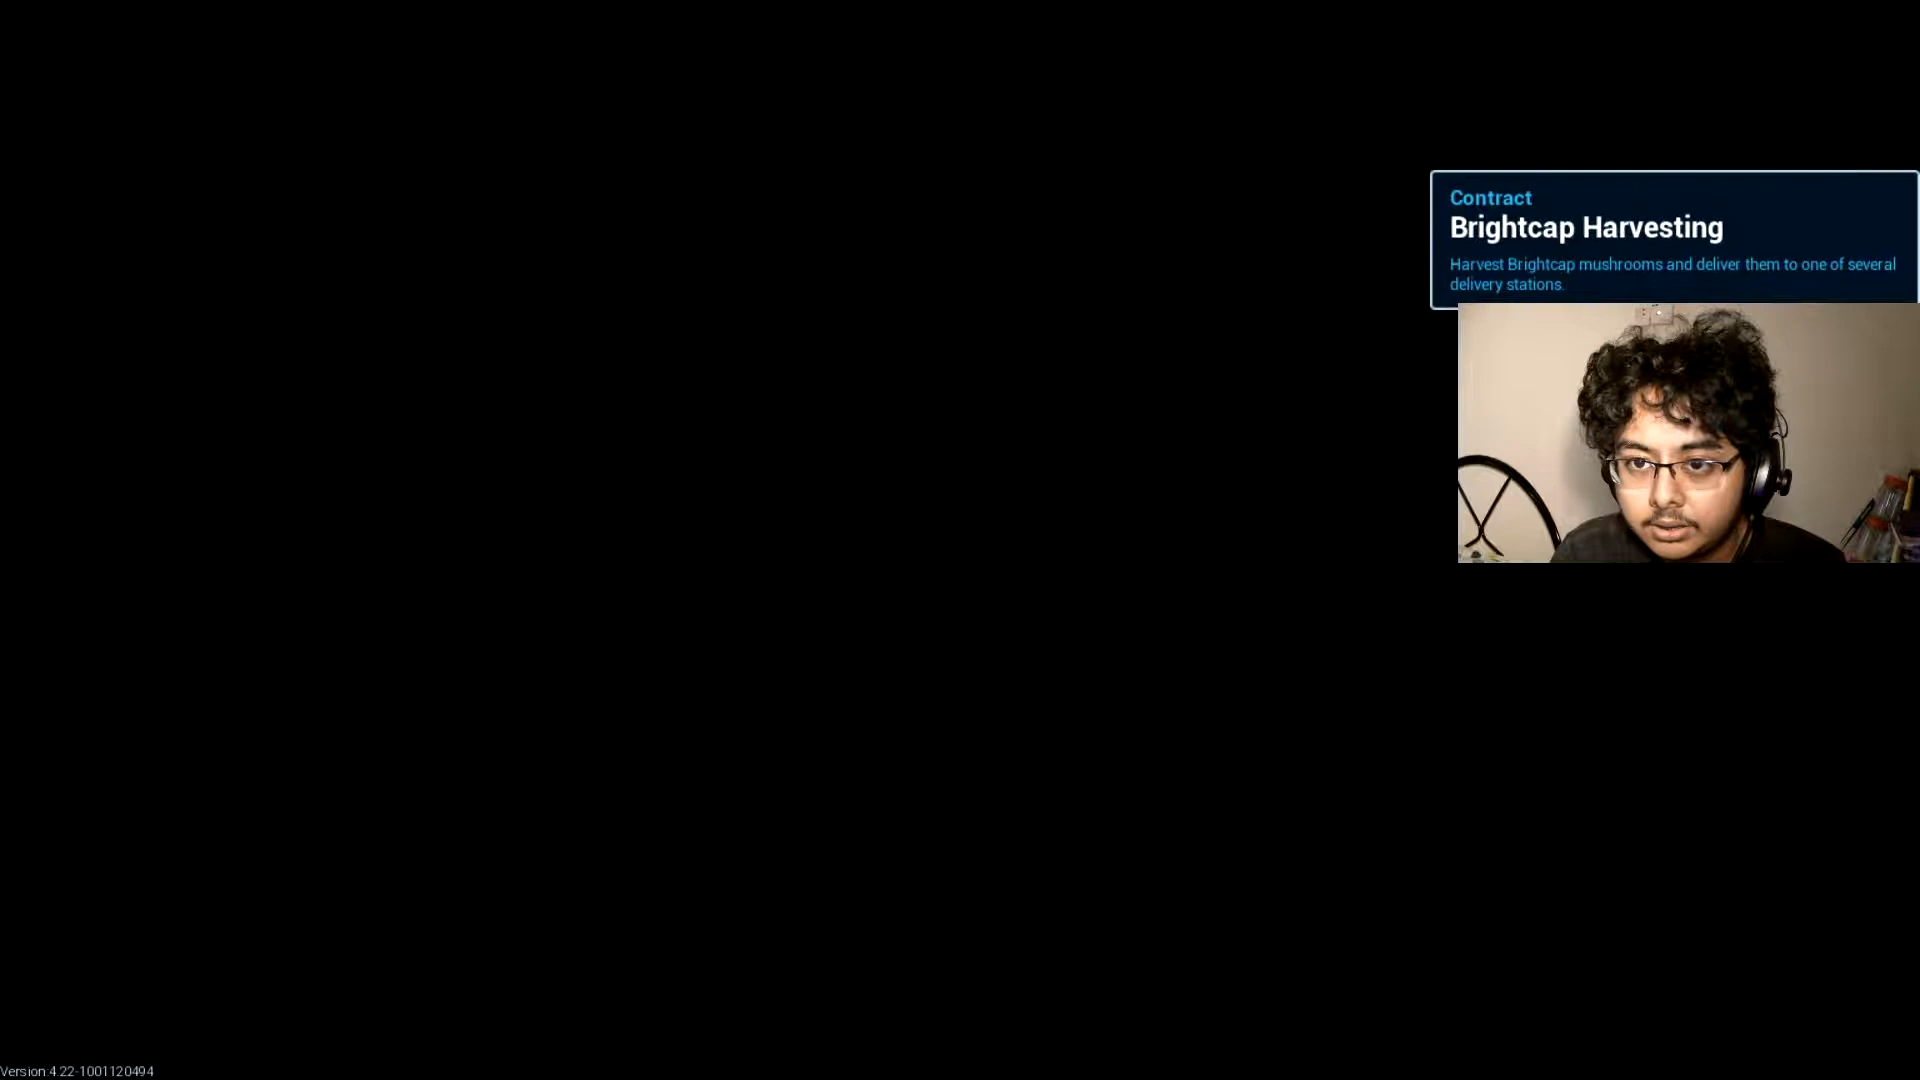 Contract
Brightcap Harvesting
Harvest Brightcap mushrooms and deliver them to one of several
delivery stations.
Version:4.22-1001120494